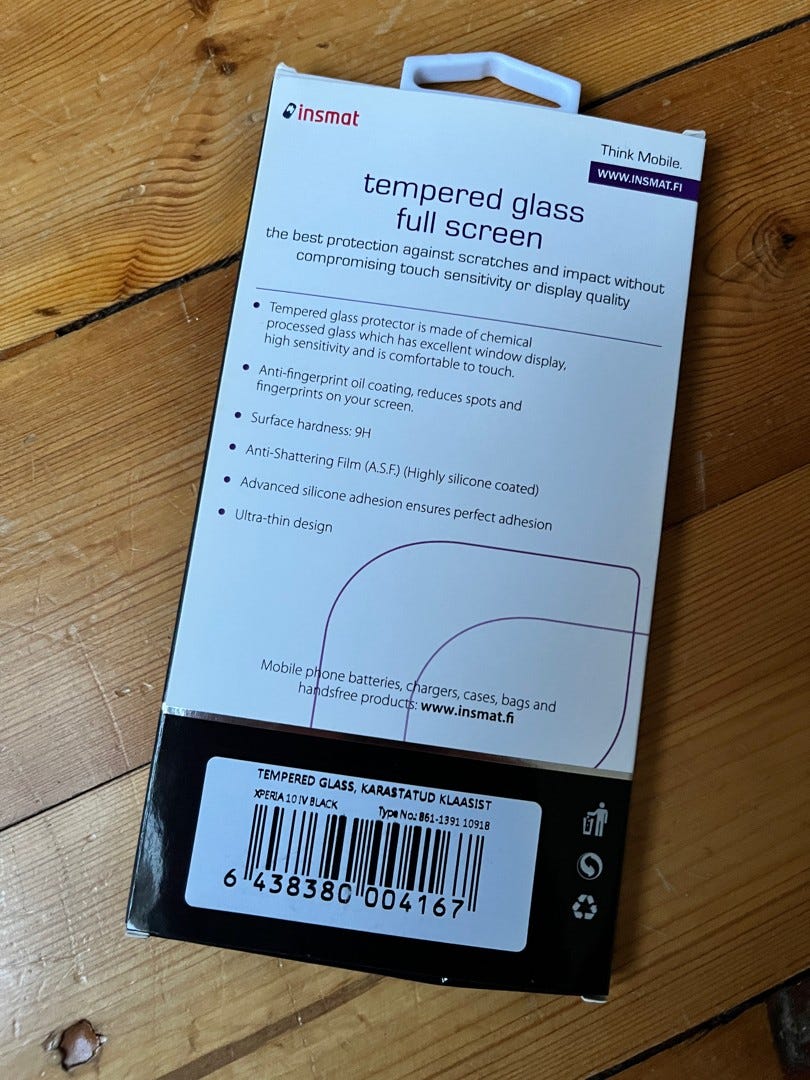 insmat
Think Mobile.
WWW.INSMAT.FI
tempered glass
full screen
the best protection against scratches and impact without
compromising touch sensitivity or display quality
• Tempered glass protector is made of chemical
processed glass which has excellent window display,
high sensitivity and is comfortable to touch.
• Anti-fingerprint oil coating, reduces spots and
fingerprints on your screen.
• Surface hardness: 9H
• Anti-Shattering Film (A.S.F.) (Highly silicone coated)
• Advanced silicone adhesion ensures perfect adhesion
• Ultra-thin design
Mobile phone batteries, chargers, cases, bags and
handsfree products: www.insmat.fi
TEMPERED GLASS, KARASTATUD KLAASIST
XPERIA 10 IV BLACK Type No.: 861-1391 10918
6 438380 004167